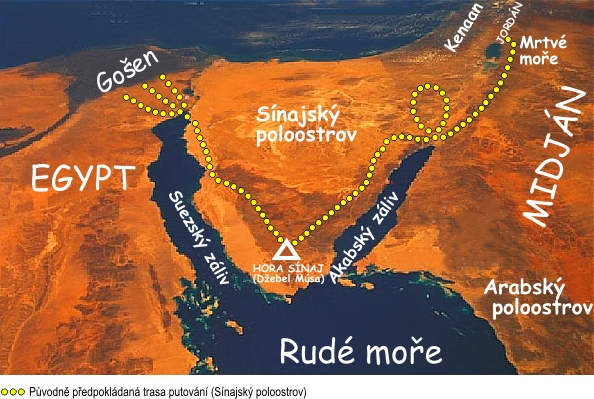 Kenaan
JORDÁN
Mrtvé
moře
Gošen
Sínajský
poloostrov
MIDJÁN
EGYPT
Suezský záliv
Akabský záliv
HORA SÍNAJ
(Džebel Músa)
Arabský
poloostrov
Rudé moře
Původně předpokládaná trasa putování (Sínajský poloostrov)